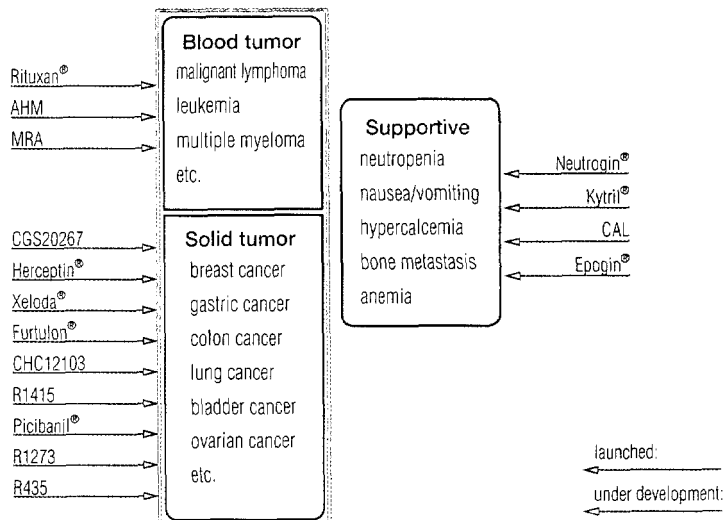 Blood tumor
malignant lymphoma
leukemia
multiple myeloma
etc.
Rituxan®
AHM
MRA
Solid tumor
breast cancer
gastric cancer
colon cancer
lung cancer
bladder cancer
ovarian cancer
etc.
CGS20267
Herceptin®
Xeloda®
Furtulon®
CHC12103
R1415
Picibanil®
R1273
R435
Supportive
neutropenia
nausea/vomiting
hypercalcemia
bone metastasis
anemia
Neutrogin®
Kytril®
CAL
Epogin®
launched:
under development: